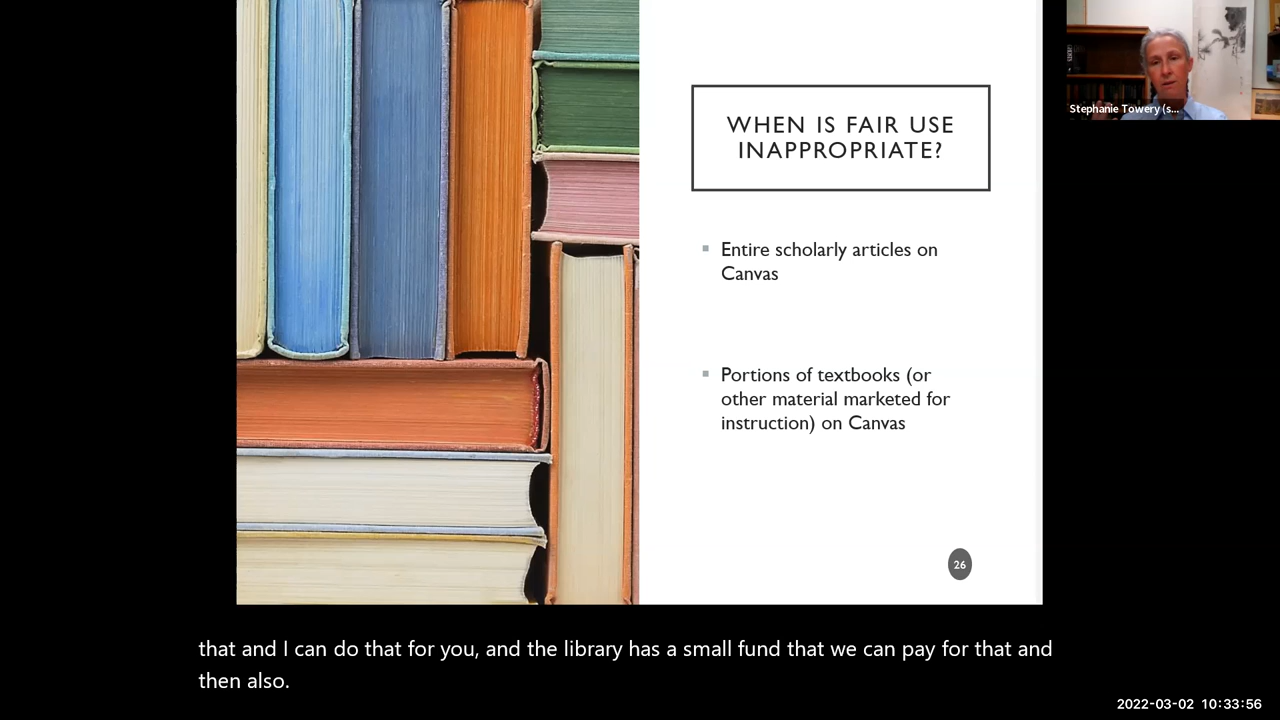 WHEN IS FAIR USE
INAPPROPRIATE?
Stephanie Towery (s...
▪ Entire scholarly articles on
Canvas
▪ Portions of textbooks (or
other material marketed for
instruction) on Canvas
26
that and I can do that for you, and the library has a small fund that we can pay for that and
then also.
2022-03-02 10:33:56